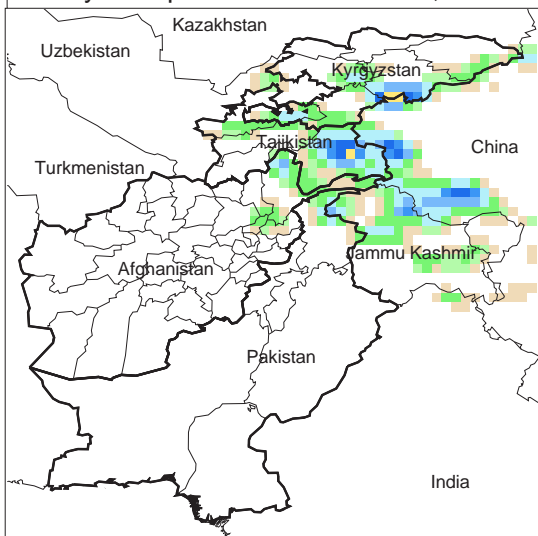 Kazakhstan
Uzbekistan
Kyrgyzstan
Tajikistan
China
Turkmenistan
Jammu Kashmir
Afghanistan
Pakistan
India